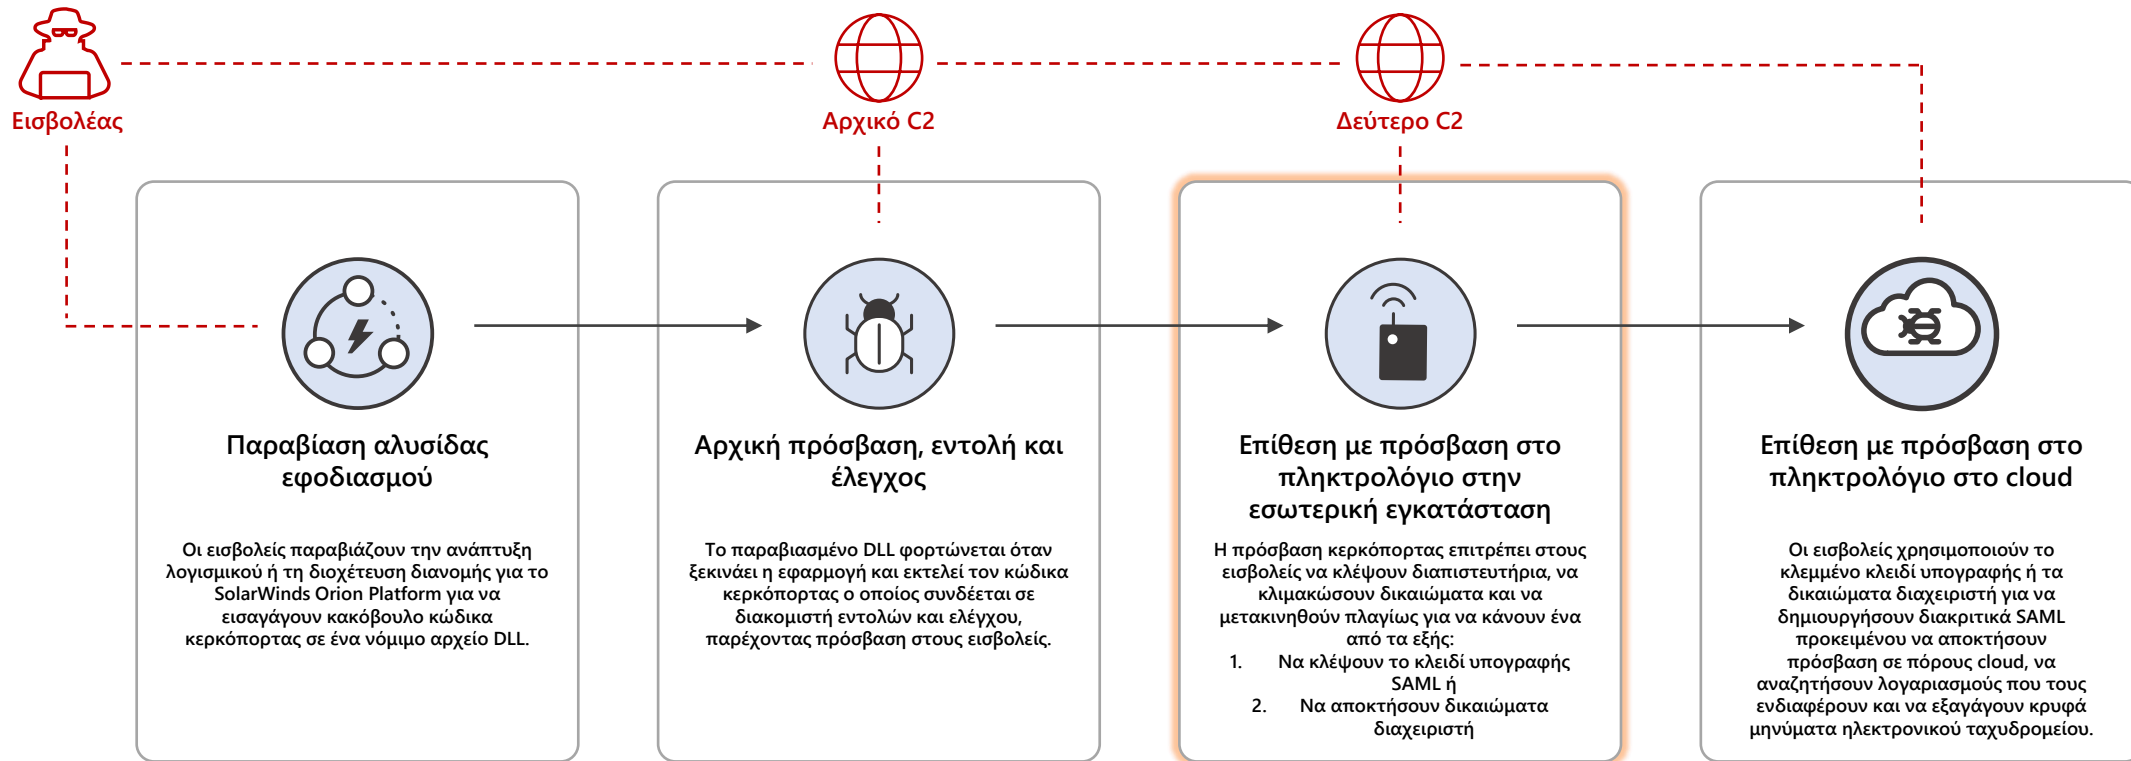 Εισβολέας
Αρχικό C2
Δεύτερο C2
Παραβίαση αλυσίδας
εφοδιασμού
Οι εισβολείς παραβιάζουν την ανάπτυξη
λογισμικού ή τη διοχέτευση διανομής για το
SolarWinds Orion Platform για να
εισαγάγουν κακόβουλο κώδικα
κερκόπορτας σε ένα νόμιμο αρχείο DLL.
Αρχική πρόσβαση, εντολή και
έλεγχος
Το παραβιασμένο DLL φορτώνεται όταν
ξεκινάει η εφαρμογή και εκτελεί τον κώδικα
κερκόπορτας ο οποίος συνδέεται σε
διακομιστή εντολών και ελέγχου,
παρέχοντας πρόσβαση στους εισβολείς.
Επίθεση με πρόσβαση στο
πληκτρολόγιο στην
εσωτερική εγκατάσταση
Η πρόσβαση κερκόπορτας επιτρέπει στους
εισβολείς να κλέψουν διαπιστευτήρια, να
κλιμακώσουν δικαιώματα και να
μετακινηθούν πλαγίως για να κάνουν ένα
από τα εξής:
1. Να κλέψουν το κλειδί υπογραφής
SAML ή
2. Να αποκτήσουν δικαιώματα
διαχειριστή
Επίθεση με πρόσβαση στο
πληκτρολόγιο στο cloud
Οι εισβολείς χρησιμοποιούν το
κλεμμένο κλειδί υπογραφής ή τα
δικαιώματα διαχειριστή για να
δημιουργήσουν διακριτικά SAML
προκειμένου να αποκτήσουν
πρόσβαση σε πόρους cloud, να
αναζητήσουν λογαριασμούς που τους
ενδιαφέρουν και να εξαγάγουν κρυφά
μηνύματα ηλεκτρονικού ταχυδρομείου.